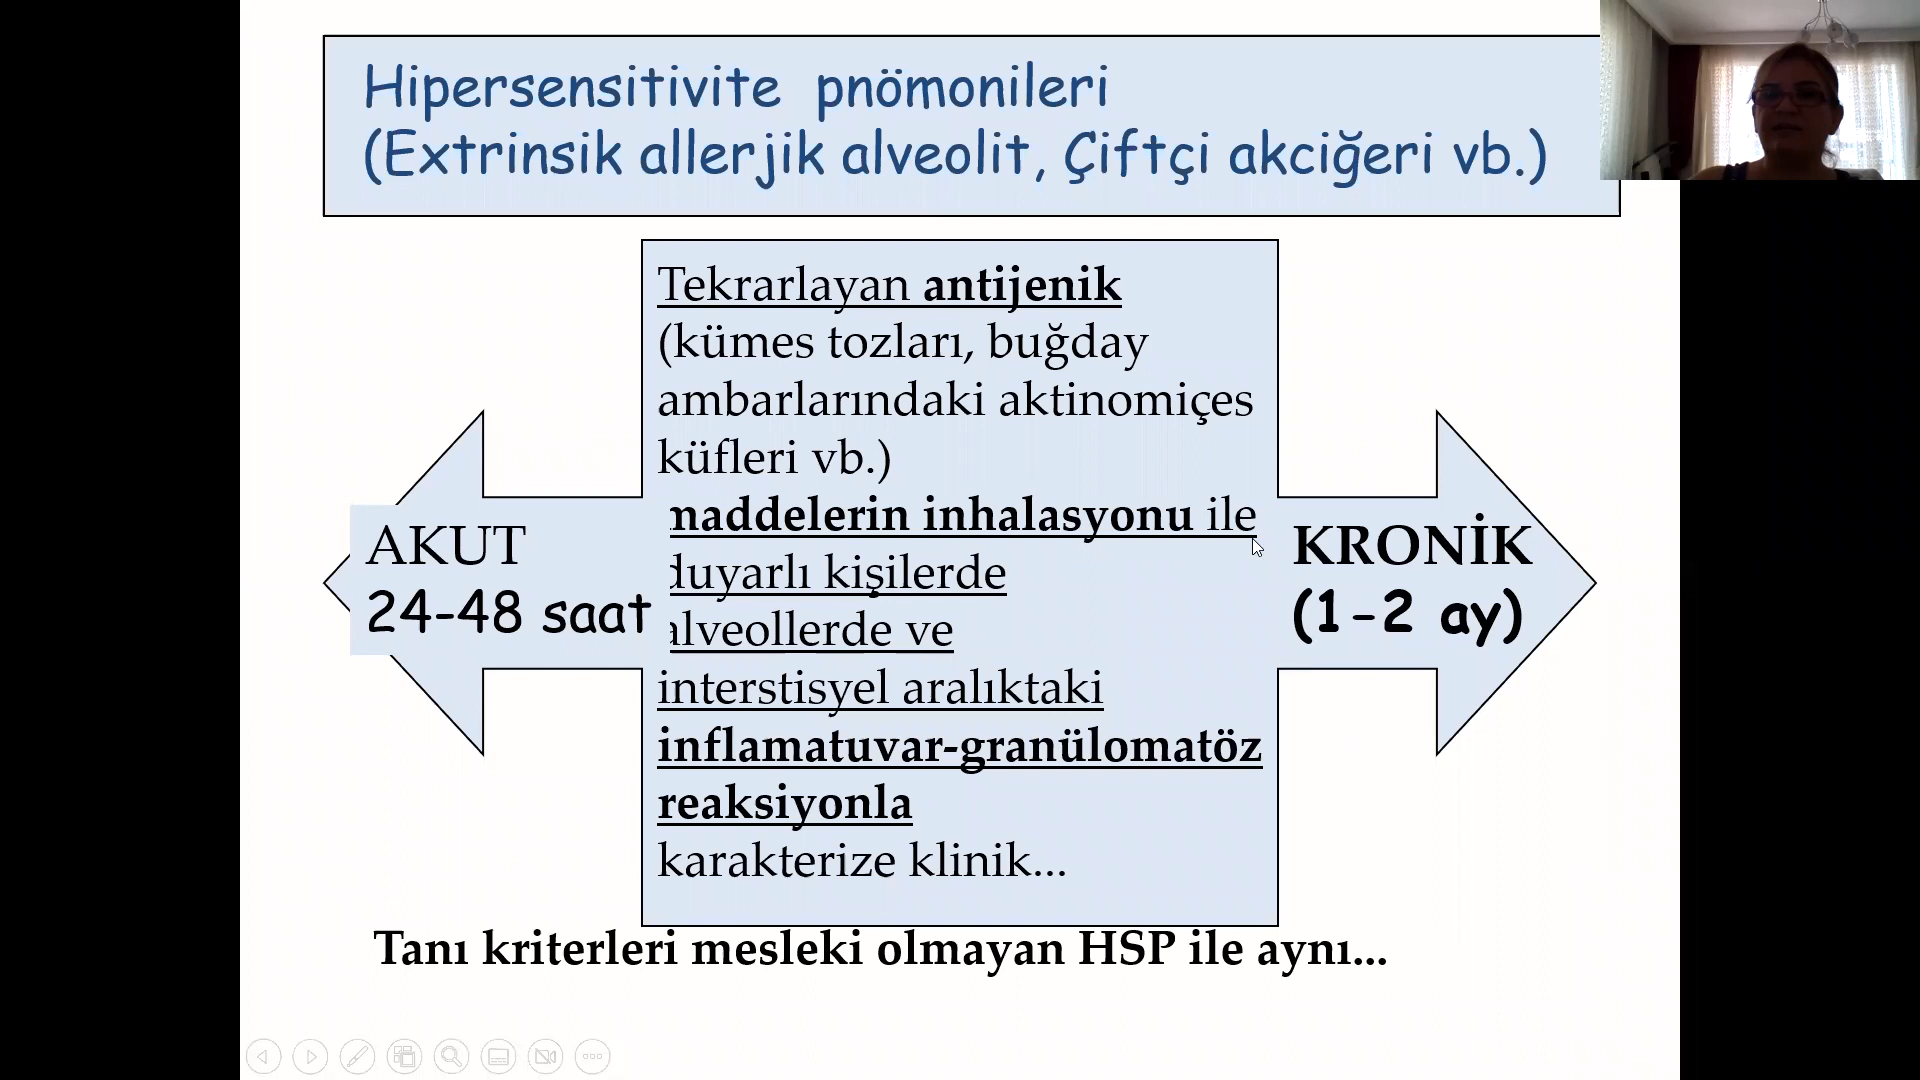 Hipersensitivite pnömonileri
(Extrinsik allerjik alveolit, Çiftçi akciğeri vb.)
Tekrarlayan antijenik
(kümes tozları, buğday
ambarlarındaki aktinomiçes
küfleri vb.)
maddelerin inhalasyonu ile
duyarlı kişilerde
alveollerde ve
interstisyel aralıktaki
inflamatuvar-granülomatöz
reaksiyonla
karakterize klinik...
AKUT
24-48 saat
KRONİK
(1-2 ay)
Tanı kriterleri mesleki olmayan HSP ile aynı...